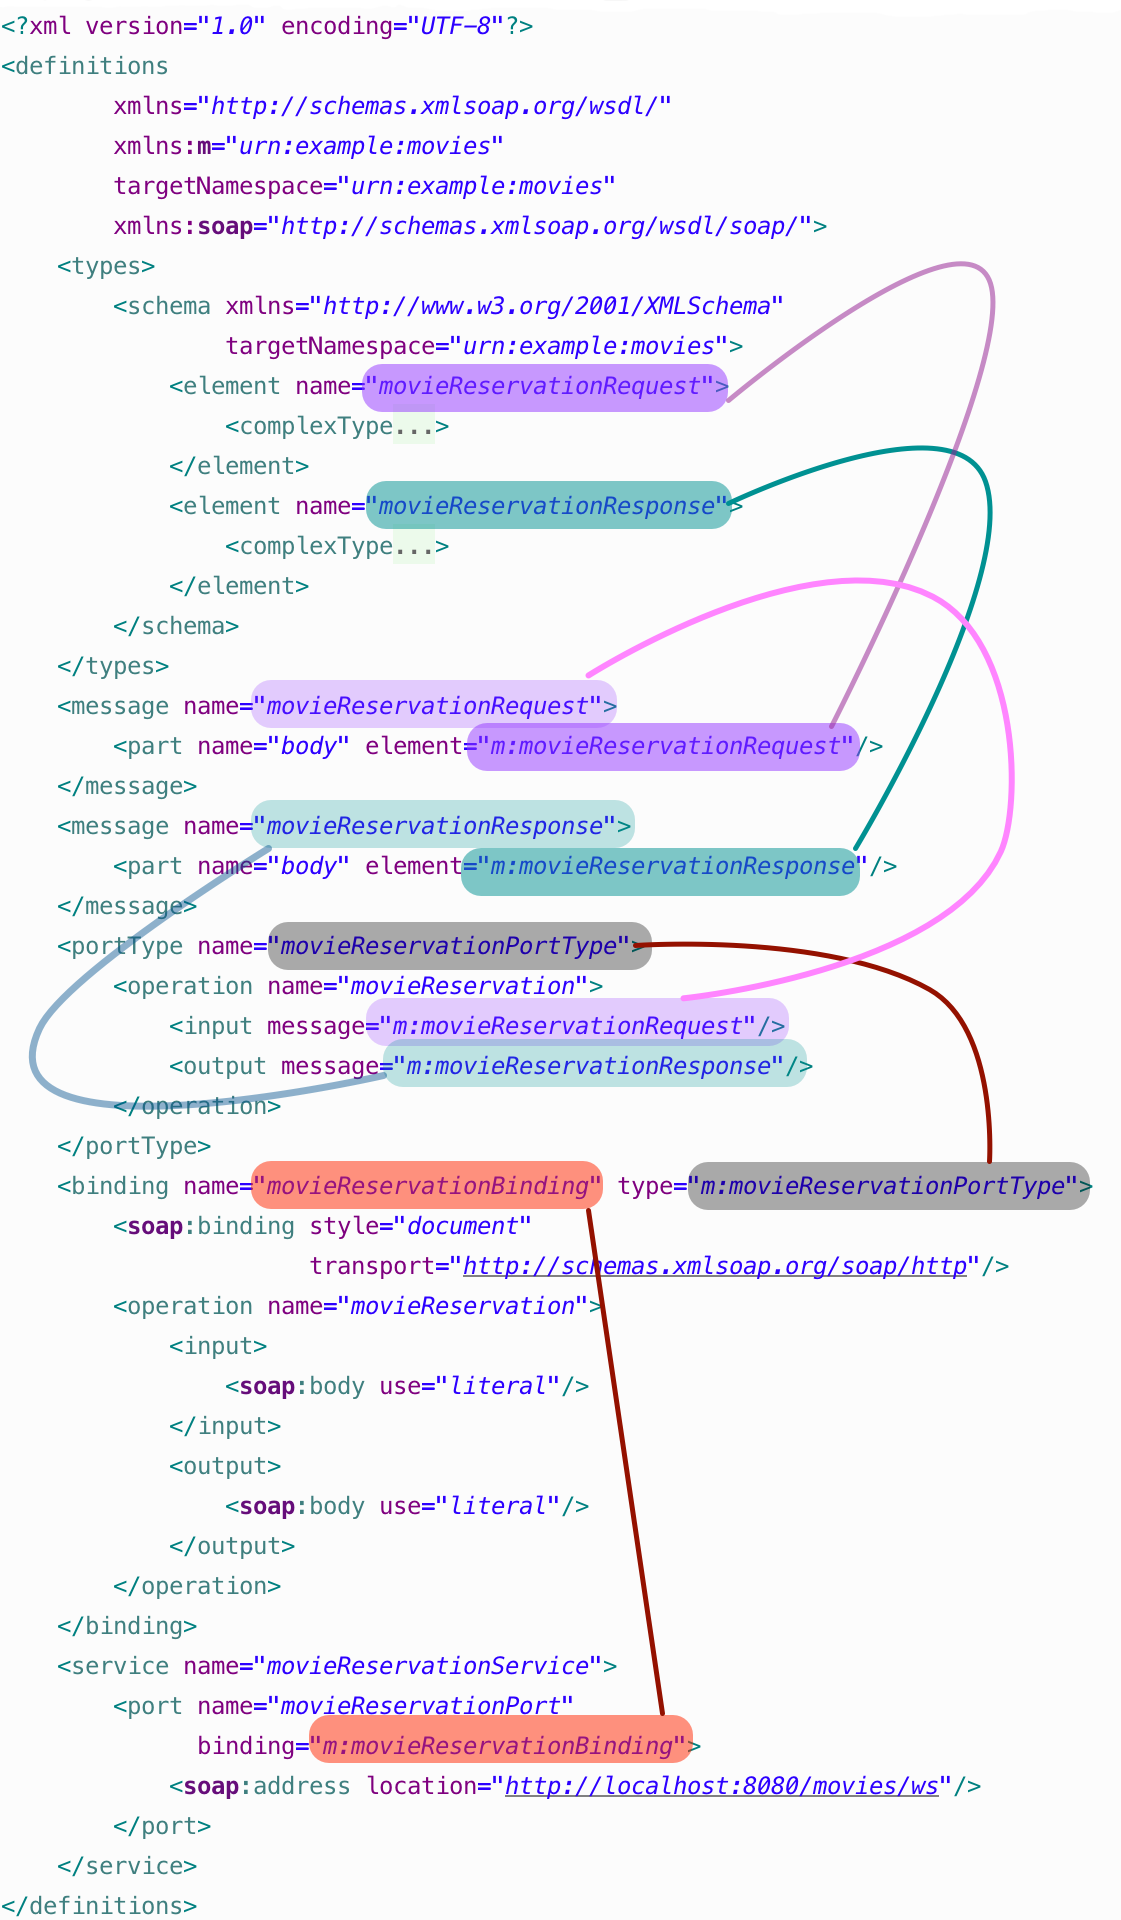 <?xml version="1.0" encoding="UTF-8"?>
<definitions
        xmlns="http://schemas.xmlsoap.org/wsdl/"
        xmlns:m="urn:example:movies"
        targetNamespace="urn:example:movies"
        xmlns:soap="http://schemas.xmlsoap.org/wsdl/soap/">
    <types>
        <schema xmlns="http://www.w3.org/2001/XMLSchema"
                targetNamespace="urn:example:movies">
            <element name="movieReservationRequest">
                <complexType...>
            </element>
            <element name="movieReservationResponse">
                <complexType...>
            </element>
        </schema>
    </types>
    <message name="movieReservationRequest">
        <part name="body" element="m:movieReservationRequest"/>
    </message>
    <message name="movieReservationResponse">
        <part name="body" element="m:movieReservationResponse"/>
    </message>
    <portType name="movieReservationPortType">
        <operation name="movieReservation">
            <input message="m:movieReservationRequest"/>
            <output message="m:movieReservationResponse"/>
        </operation>
    </portType>
    <binding name="movieReservationBinding" type="m:movieReservationPortType">
        <soap:binding style="document"
                      transport="http://schemas.xmlsoap.org/soap/http"/>
        <operation name="movieReservation">
            <input>
                <soap:body use="literal"/>
            </input>
            <output>
                <soap:body use="literal"/>
            </output>
        </operation>
    </binding>
    <service name="movieReservationService">
        <port name="movieReservationPort"
              binding="m:movieReservationBinding">
            <soap:address location="http://localhost:8080/movies/ws"/>
        </port>
    </service>
</definitions>